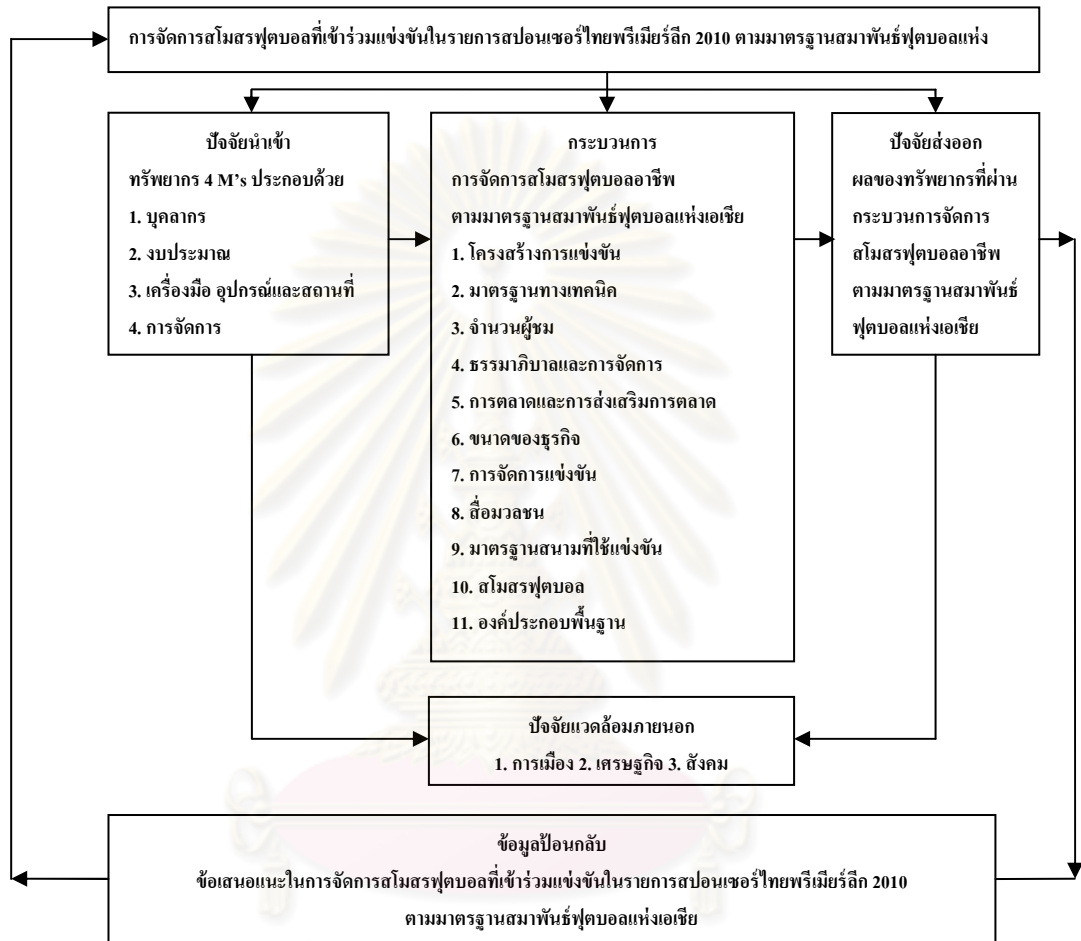 การจัดการสโมสรฟุตบอลที่เข้าร่วมแข่งขันในรายการสปอนเซอร์ไทยพรีเมียร์ลีก 2010 ตามมาตรฐานสมาพันธ์ฟุตบอลแห่ง
ปัจจัยนำเข้า
ทรัพยากร 4 M's ประกอบด้วย
1. บุคลากร
2. งบประมาณ
3. เครื่องมือ อุปกรณ์และสถานที่
4. การจัดการ
กระบวนการ
การจัดการสโมสรฟุตบอลอาชีพ
ตามมาตรฐานสมาพันธ์ฟุตบอลแห่งเอเชีย
1. โครงสร้างการแข่งขัน
2. มาตรฐานทางเทคนิค
3. จำนวนผู้ชม
4. ธรรมาภิบาลและการจัดการ
5. การตลาดและการส่งเสริมการตลาด
6. ขนาดของธุรกิจ
7. การจัดการแข่งขัน
8. สื่อมวลชน
9. มาตรฐานสนามที่ใช้แข่งขัน
10. สโมสรฟุตบอล
11. องค์ประกอบพื้นฐาน
ปัจจัยส่งออก
ผลของทรัพยากรที่ผ่าน
กระบวนการจัดการ
สโมสรฟุตบอลอาชีพ
ตามมาตรฐานสมาพันธ์
ฟุตบอลแห่งเอเชีย
ปัจจัยแวดล้อมภายนอก
1. การเมือง 2. เศรษฐกิจ 3. สังคม
ข้อมูลป้อนกลับ
ข้อเสนอแนะในการจัดการสโมสรฟุตบอลที่เข้าร่วมแข่งขันในรายการสปอนเซอร์ไทยพรีเมียร์ลีก 2010
ตามมาตรฐานสมาพันธ์ฟุตบอลแห่งเอเชีย